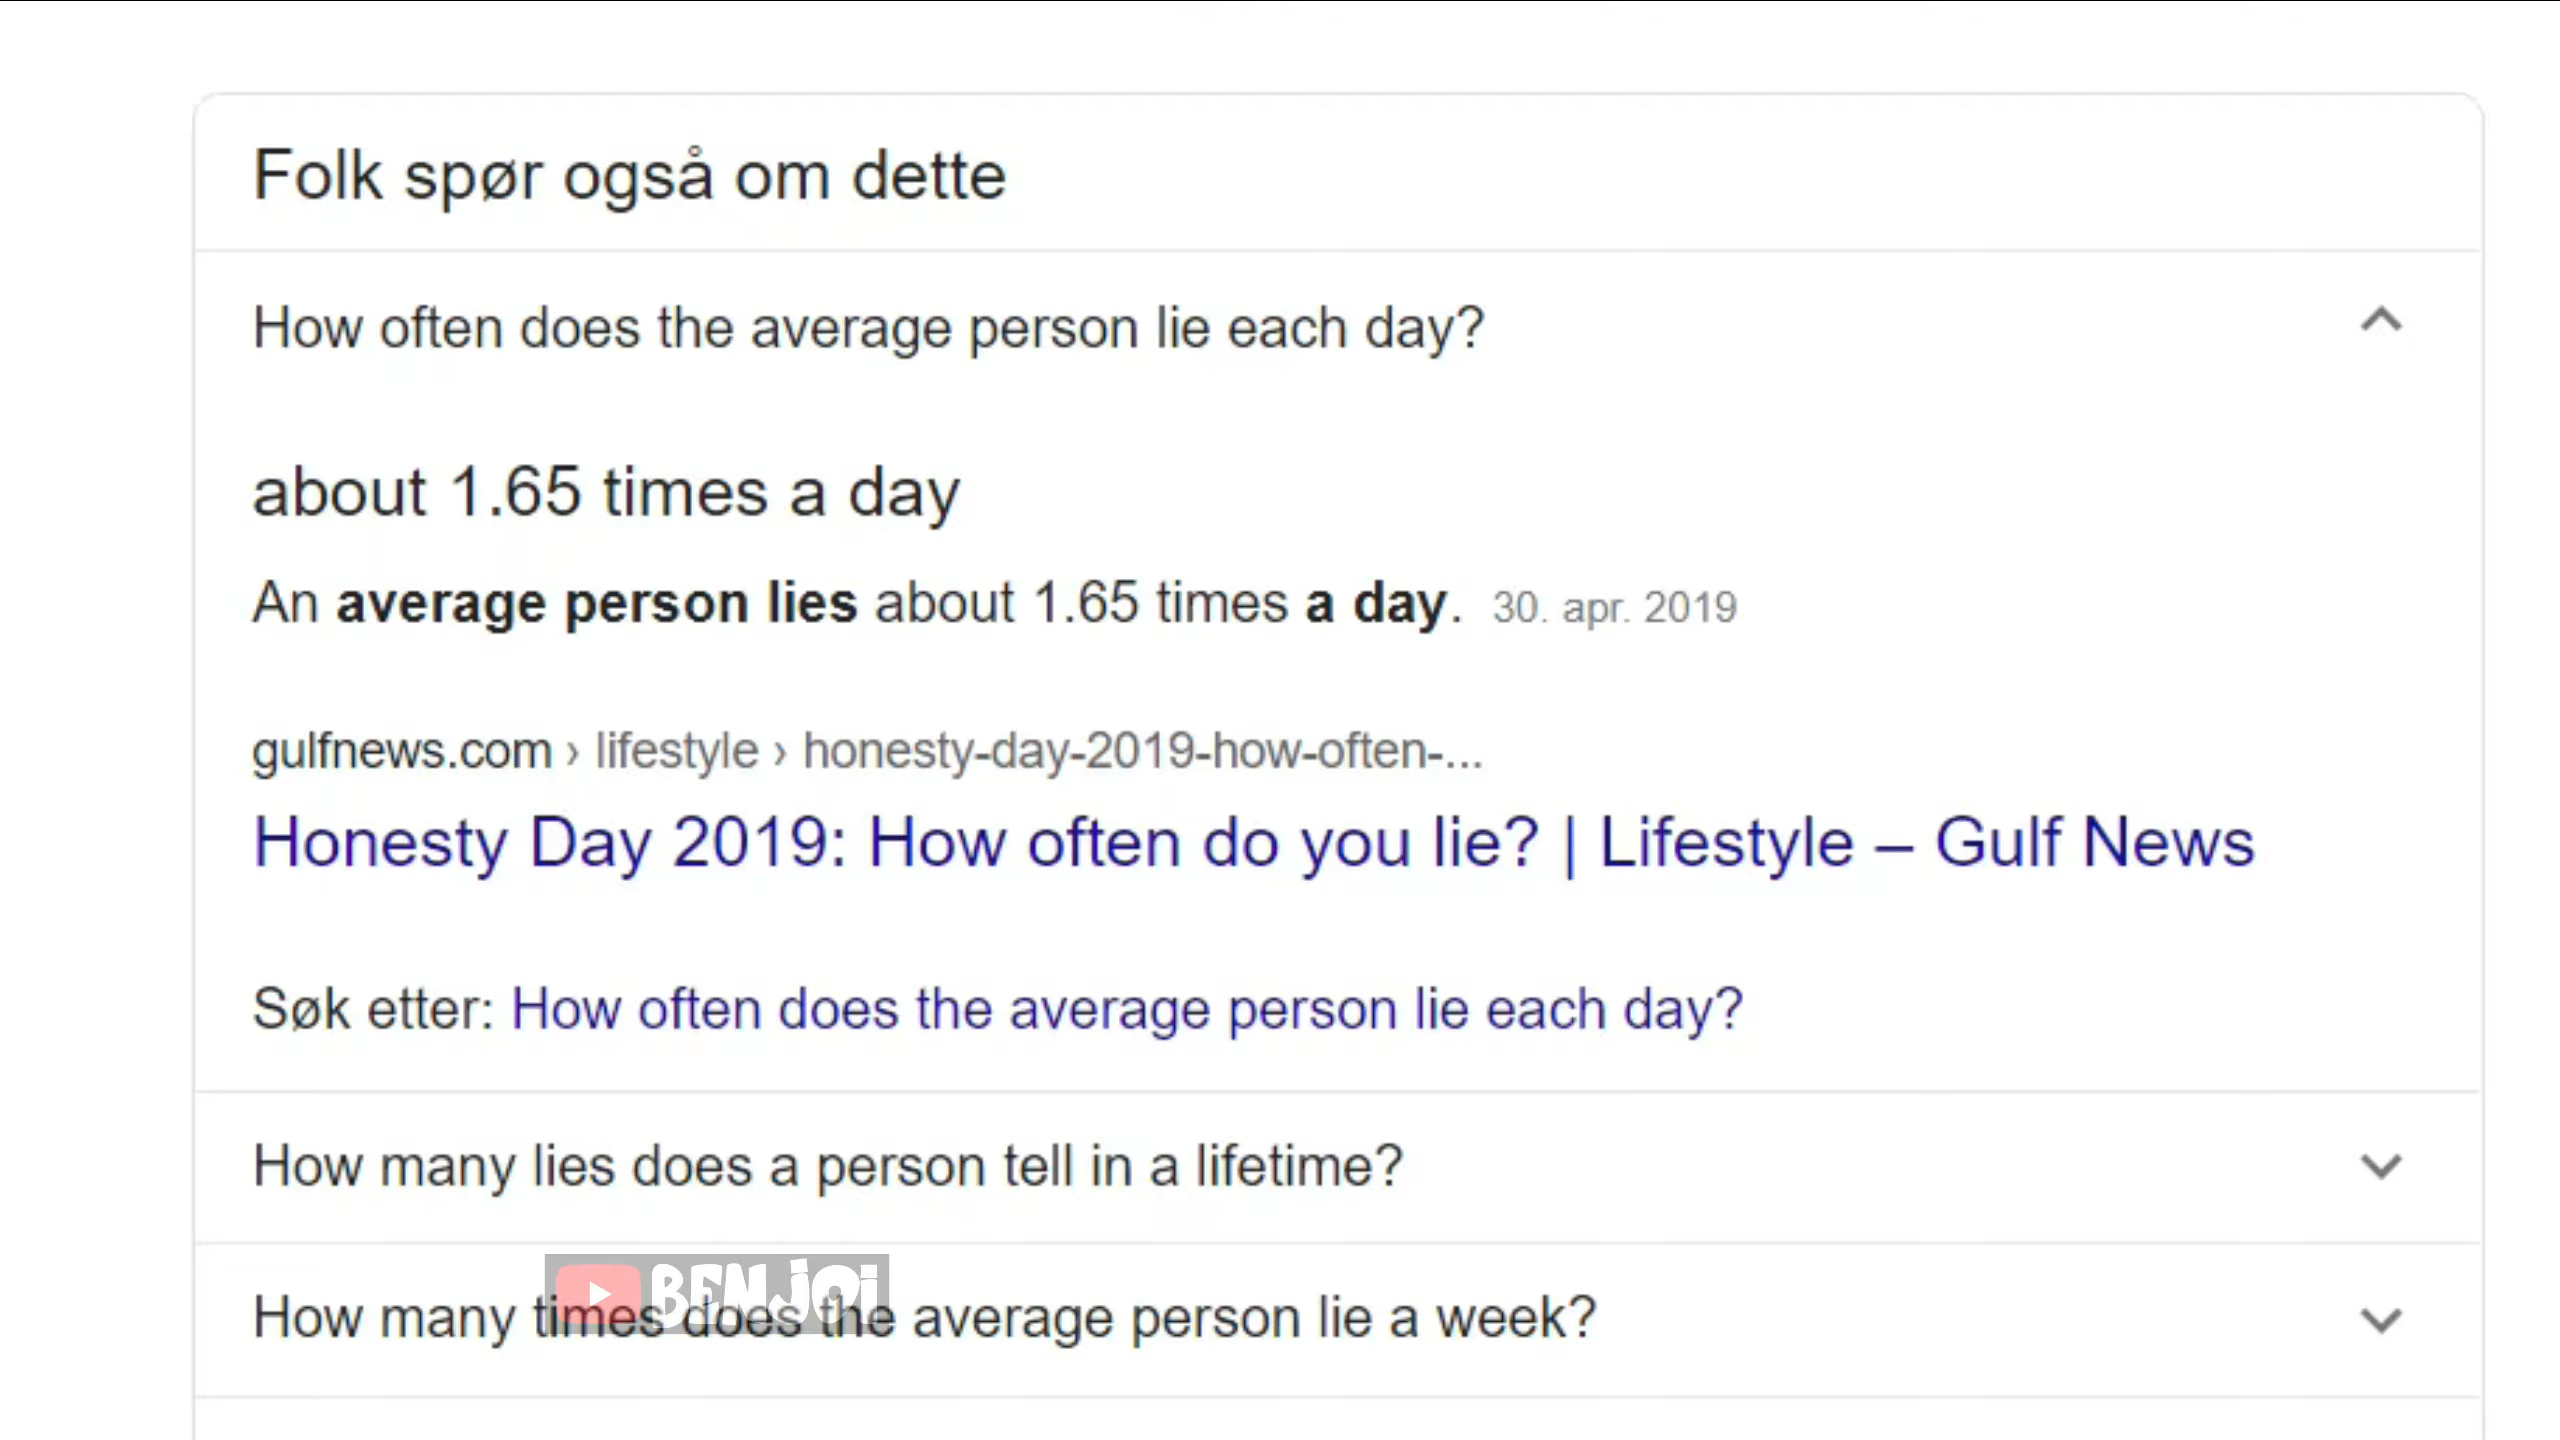 Folk spør også om dette
How often does the average person lie each day?
about 1.65 times a day
An average person lies about 1.65 times a day. 30. apr. 2019
gulfnews.com › lifestyle › honesty-day-2019-how-often-...
Honesty Day 2019: How often do you lie? | Lifestyle – Gulf News
Søk etter: How often does the average person lie each day?
How many lies does a person tell in a lifetime?
BENJOI
How many times does the average person lie a week?